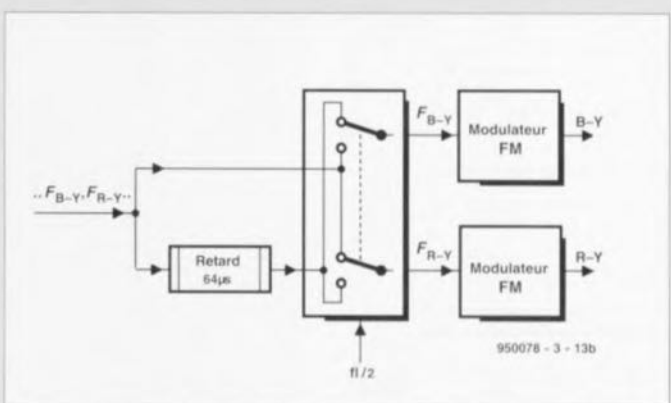 ..F_B–Y,F_R–Y..
Retard
64µs
F_B–Y
Modulateur
FM
B–Y
F_R–Y
Modulateur
FM
R–Y
fl/2
950078 - 3 - 13b